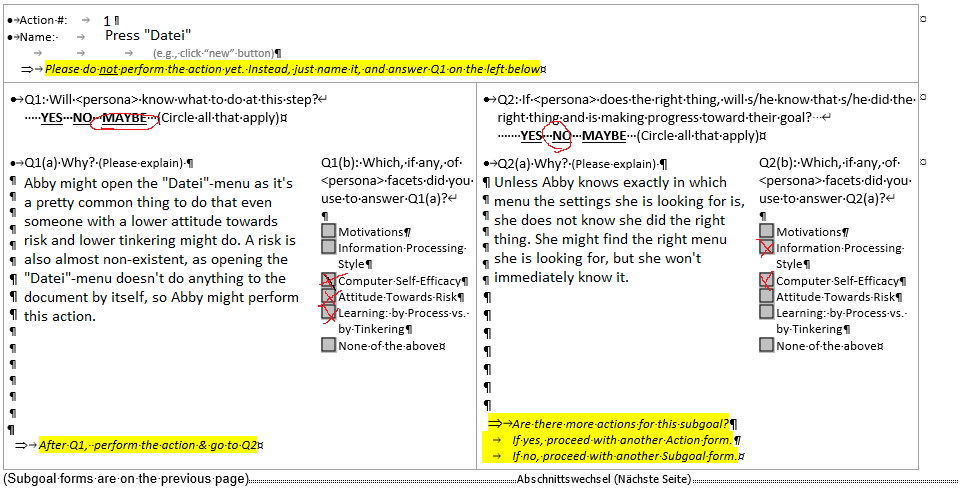 Action #: 1
Name: Press "Datei"
(e.g., click “new” button)
Please do not perform the action yet. Instead, just name it, and answer Q1 on the left below
Q1: Will <persona> know what to do at this step?
YES NO MAYBE (Circle all that apply)
Q1(a) Why? (Please explain)
Abby might open the "Datei"-menu as it's
a pretty common thing to do that even
someone with a lower attitude towards
risk and lower tinkering might do. A risk is
also almost non-existent, as opening the
"Datei"-menu doesn't do anything to the
document by itself, so Abby might perform
this action.
Q1(b): Which, if any, of
<persona> facets did you
use to answer Q1(a)?
Motivations
Information Processing
Style
Computer Self-Efficacy
Attitude Towards Risk
Learning: by Process vs.
by Tinkering
None of the above
After Q1, perform the action & go to Q2
Q2: If <persona> does the right thing, will s/he know that s/he did the
right thing and is making progress toward their goal?
YES NO MAYBE (Circle all that apply)
Q2(a) Why? (Please explain)
Unless Abby knows exactly in which
menu the settings she is looking for is,
she does not know she did the right
thing. She might find the right menu
she is looking for, but she won't
immediately know it.
Q2(b): Which, if any, of
<persona> facets did you
use to answer Q2(a)?
Motivations
Information Processing
Style
Computer Self-Efficacy
Attitude Towards Risk
Learning: by Process vs.
by Tinkering
None of the above
Are there more actions for this subgoal?
If yes, proceed with another Action form.
If no, proceed with another Subgoal form.
(Subgoal forms are on the previous page)
Abschnittswechsel (Nächste Seite)